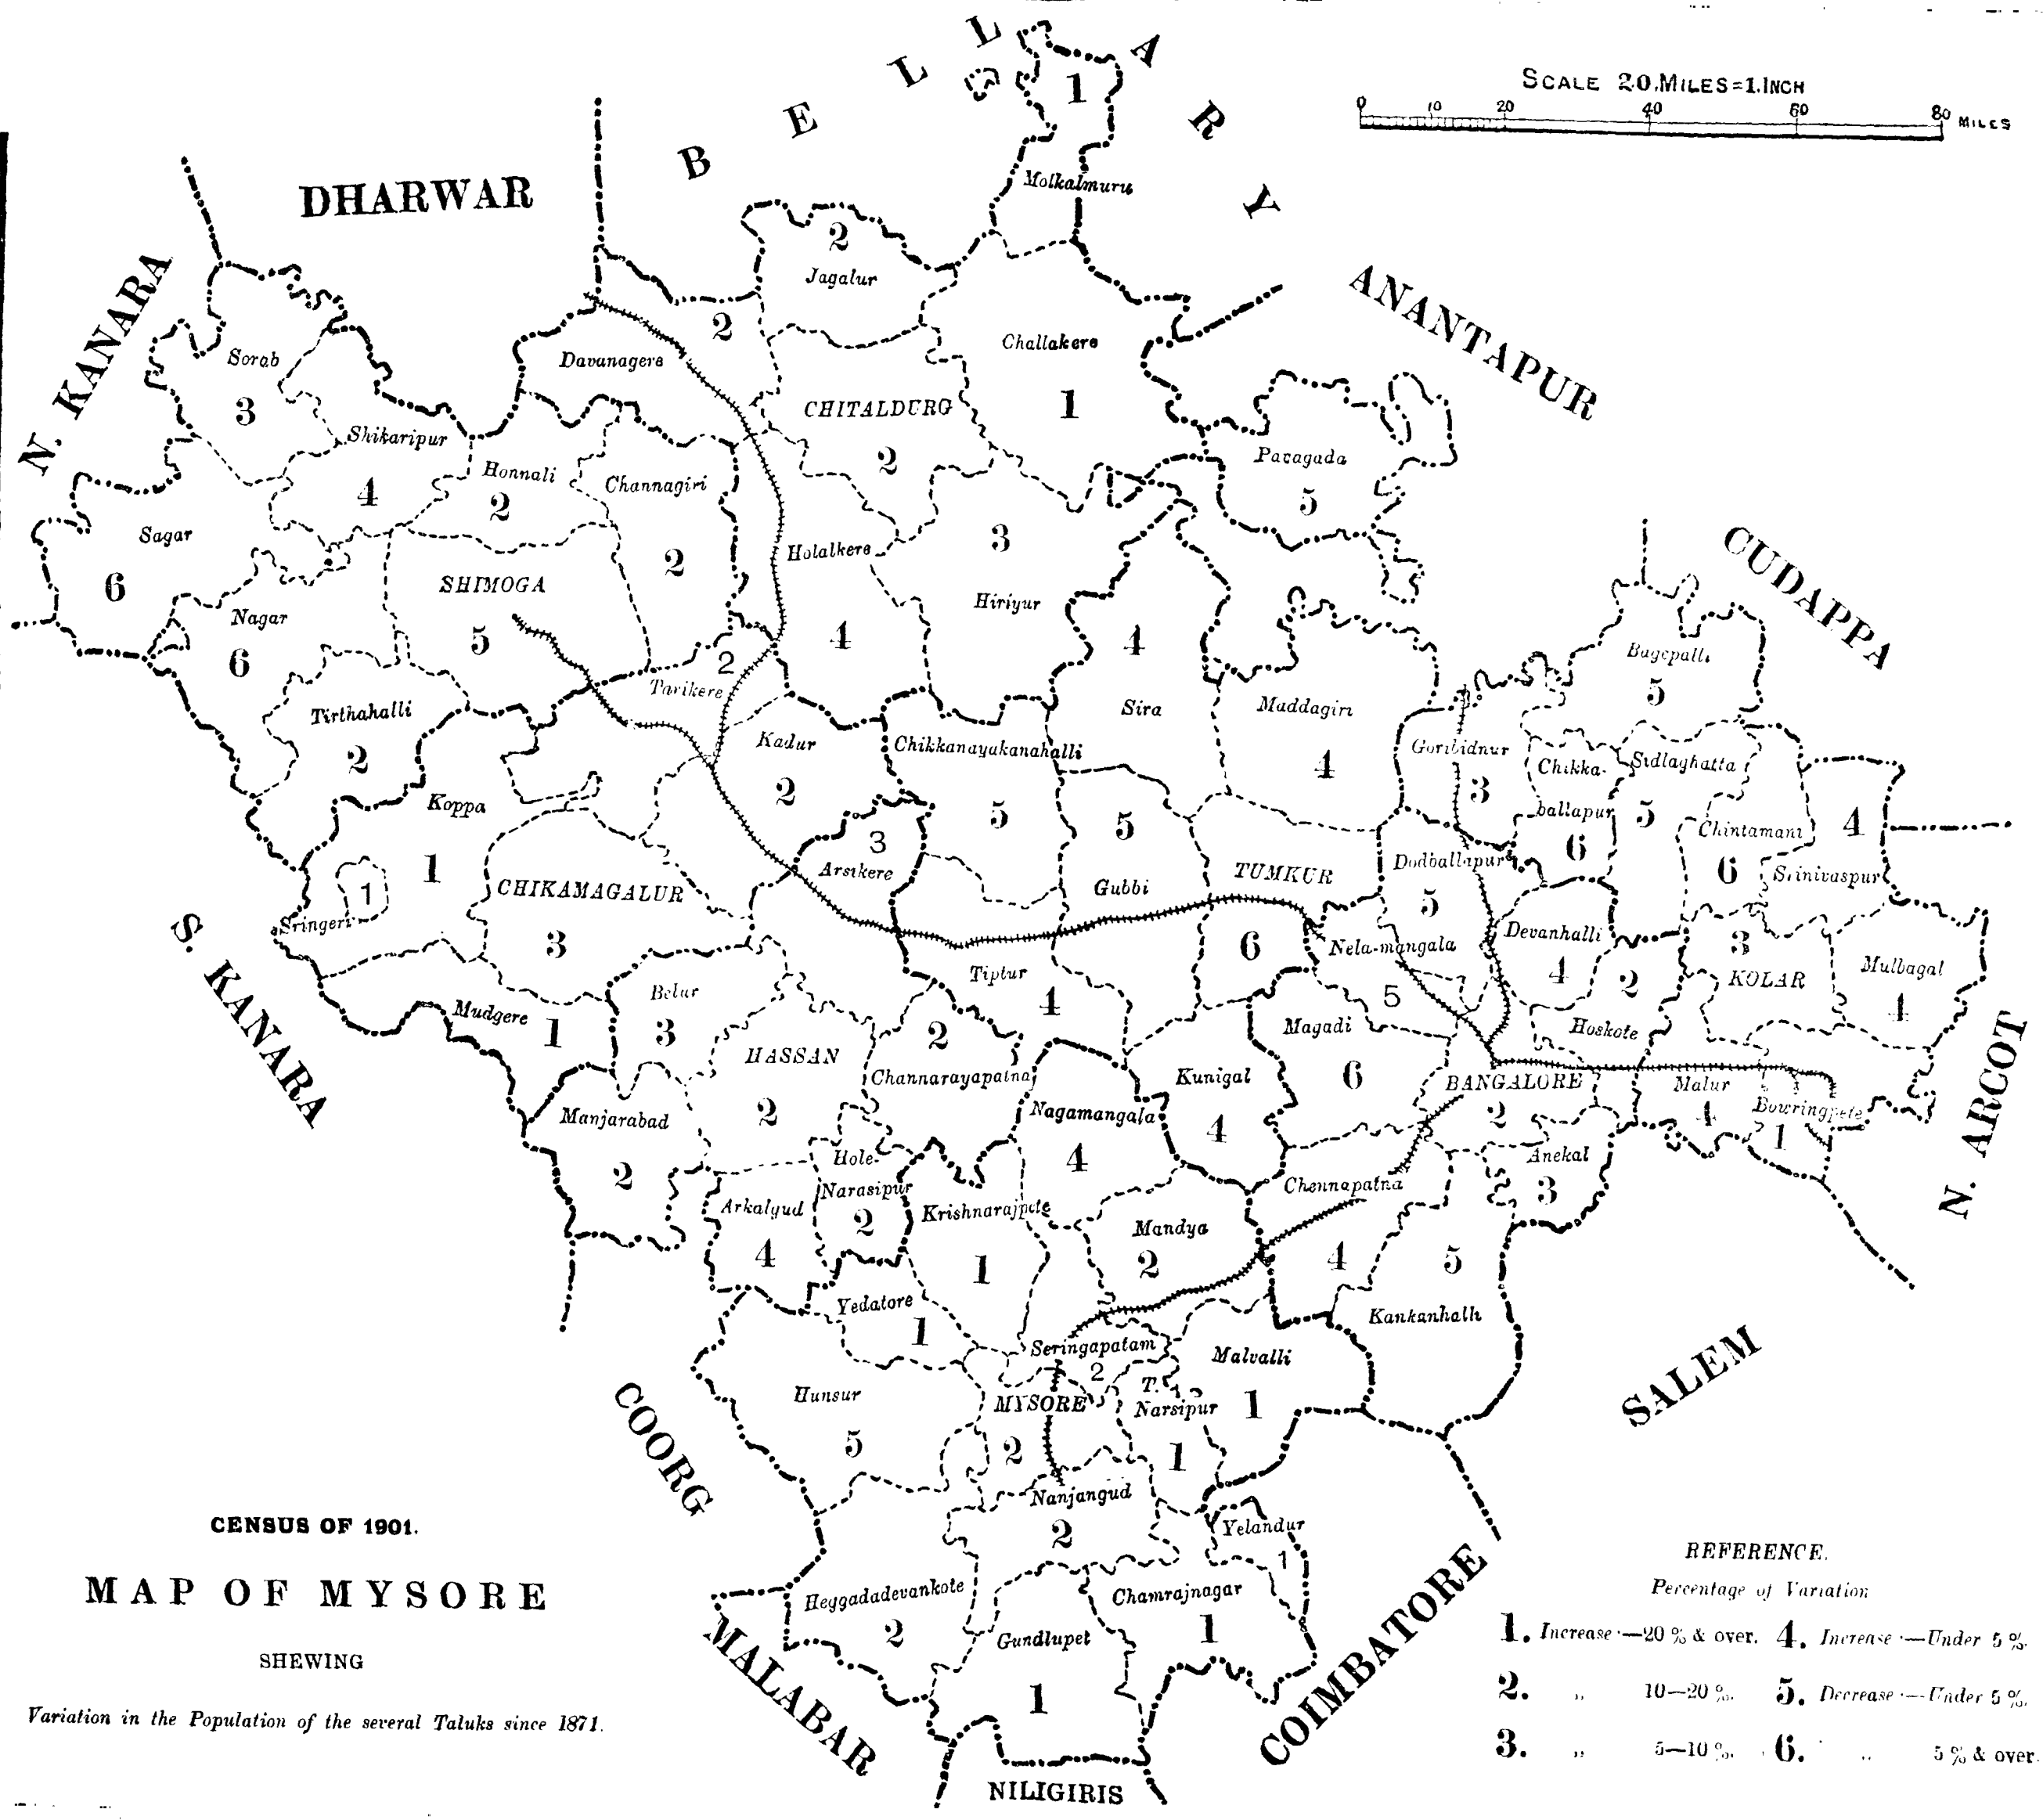 SCALE 20 MILES=1 INCH
0 10 20 40 60 80 MILES
BELLARY
DHARWAR
N. KANARA
ANANTAPUR
CUDAPPA
S. KANARA
N. ARCOT
COORG
SALEM
MALABAR
COIMBATORE
NILIGIRIS
1
Molkalmuru
2
Jagalur
2
Davanagere
Challakere
1
Sorab
3
CHITALDURG
2
Shikaripur
4
Honnali
2
Channagiri
2
Pavagada
5
Sagar
6
Holalkere
4
3
Hiriyur
SHIMOGA
5
Nagar
6
4
Sira
2
Tarikere
Bagepalli
5
Tirthahalli
2
Maddagiri
4
Kadur
2
Chikkanayakanahalli
5
Goribidnur
3
Chikka-
ballapur
6
Sidlaghatta
5
Koppa
1
5
Gubbi
Chintamani
6
4
Srinivaspur
3
Arsikere
Dodballapur
5
TUMKUR
6
1
Sringeri
CHIKAMAGALUR
3
Nela-mangala
5
Devanhalli
4
2
Hoskote
3
KOLAR
Mulbagal
4
Tiptur
4
Belur
3
Mudgere
1
2
Channarayapatna
Magadi
6
HASSAN
2
Kunigal
4
BANGALORE
2
Malur
4
Bowringpete
1
Manjarabad
2
Nagamangala
4
Anekal
3
Hole-
Narasipur
2
Chennapatna
4
Arkalgud
4
Krishnarajpete
1
Mandya
2
5
Kankanhalli
Yedatore
1
Seringapatam
2
Malvalli
1
Hunsur
5
MYSORE
2
T.
Narsipur
1
Nanjangud
2
Yelandur
1
Heggadadevankote
2
Chamrajnagar
1
Gundlupet
1
CENSUS OF 1901.
MAP OF MYSORE
SHEWING
Variation in the Population of the several Taluks since 1871.
REFERENCE.
Percentage of Variation
1. Increase:—20 % & over. 4. Increase:—Under 5 %.
2. ,, 10—20 %. 5. Decrease:—Under 5 %.
3. ,, 5—10 %. 6. ,, 5 % & over.